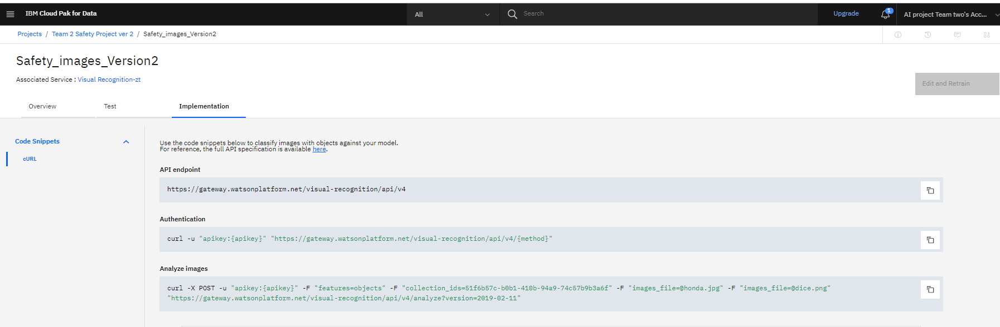 IBM Cloud Pak for Data
All
Search
Upgrade
1
AI project Team two's Acc...
Projects / Team 2 Safety Project ver 2 / Safety_images_Version2
Safety_images_Version2
Associated Service : Visual Recognition-zt
Edit and Retrain
Overview
Test
Implementation
Code Snippets
cURL
Use the code snippets below to classify images with objects against your model.
For reference, the full API specification is available here.
API endpoint
https://gateway.watsonplatform.net/visual-recognition/api/v4
Authentication
curl -u "apikey:{apikey}" "https://gateway.watsonplatform.net/visual-recognition/api/v4/{method}"
Analyze images
curl -X POST -u "apikey:{apikey}" -F "features=objects" -F "collection_ids=51f6b57c-b0b1-410b-94a9-74c57b9b3a6f" -F "images_file=@honda.jpg" -F "images_file=@dice.png"
"https://gateway.watsonplatform.net/visual-recognition/api/v4/analyze?version=2019-02-11"